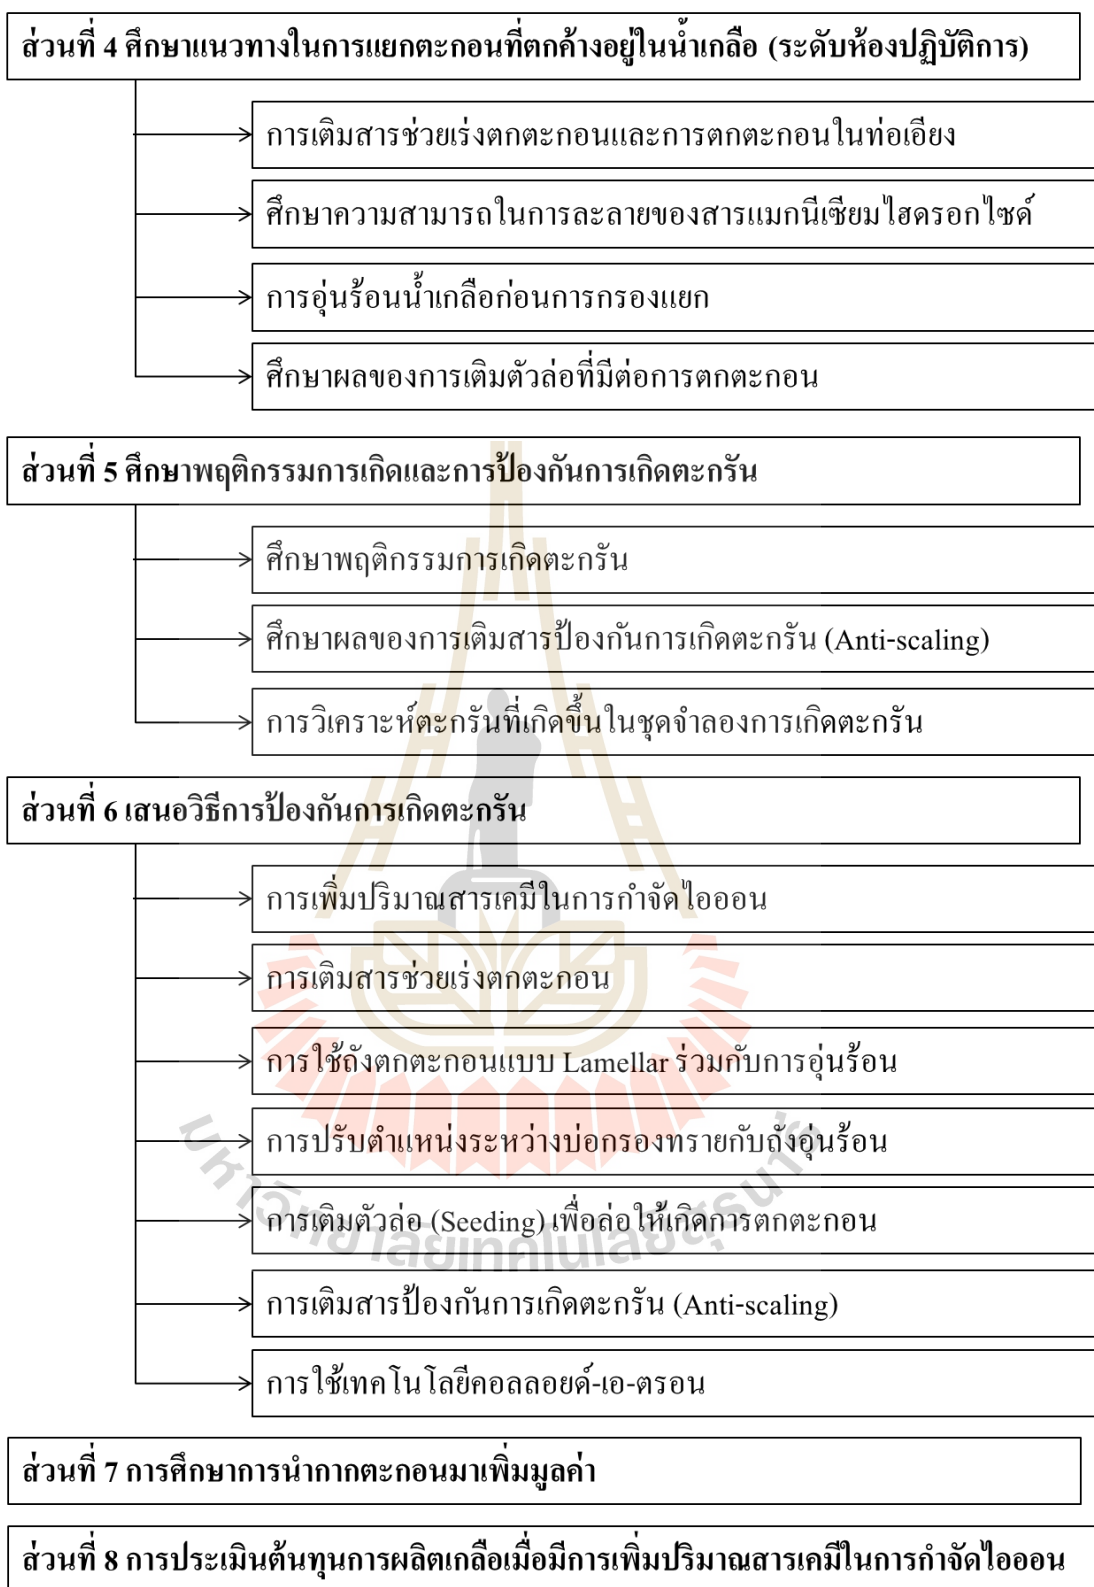 ส่วนที่ 4 ศึกษาแนวทางในการแยกตะกอนที่ตกค้างอยู่ในน้ำเกลือ (ระดับห้องปฏิบัติการ)
การเติมสารช่วยเร่งตกตะกอนและการตกตะกอนในท่อเอียง
ศึกษาความสามารถในการละลายของสารแมกนีเซียมไฮดรอกไซด์
การอุ่นร้อนน้ำเกลือก่อนการกรองแยก
ศึกษาผลของการเติมตัวล่อที่มีต่อการตกตะกอน
ส่วนที่ 5 ศึกษาพฤติกรรมการเกิดและการป้องกันการเกิดตะกรัน
ศึกษาพฤติกรรมการเกิดตะกรัน
ศึกษาผลของการเติมสารป้องกันการเกิดตะกรัน (Anti-scaling)
การวิเคราะห์ตะกรันที่เกิดขึ้นในชุดจำลองการเกิดตะกรัน
ส่วนที่ 6 เสนอวิธีการป้องกันการเกิดตะกรัน
การเพิ่มปริมาณสารเคมีในการกำจัดไอออน
การเติมสารช่วยเร่งตกตะกอน
การใช้ถังตกตะกอนแบบ Lamellar ร่วมกับการอุ่นร้อน
การปรับตำแหน่งระหว่างบ่อกรองทรายกับถังอุ่นร้อน
การเติมตัวล่อ (Seeding) เพื่อล่อให้เกิดการตกตะกอน
มหาวิทยาลัยเทคโนโลยีสุรนารี
การเติมสารป้องกันการเกิดตะกรัน (Anti-scaling)
การใช้เทคโนโลยีคอลลอยด์-เอ-ตรอน
ส่วนที่ 7 การศึกษาการนำกากตะกอนมาเพิ่มมูลค่า
ส่วนที่ 8 การประเมินต้นทุนการผลิตเกลือเมื่อมีการเพิ่มปริมาณสารเคมีในการกำจัดไอออน